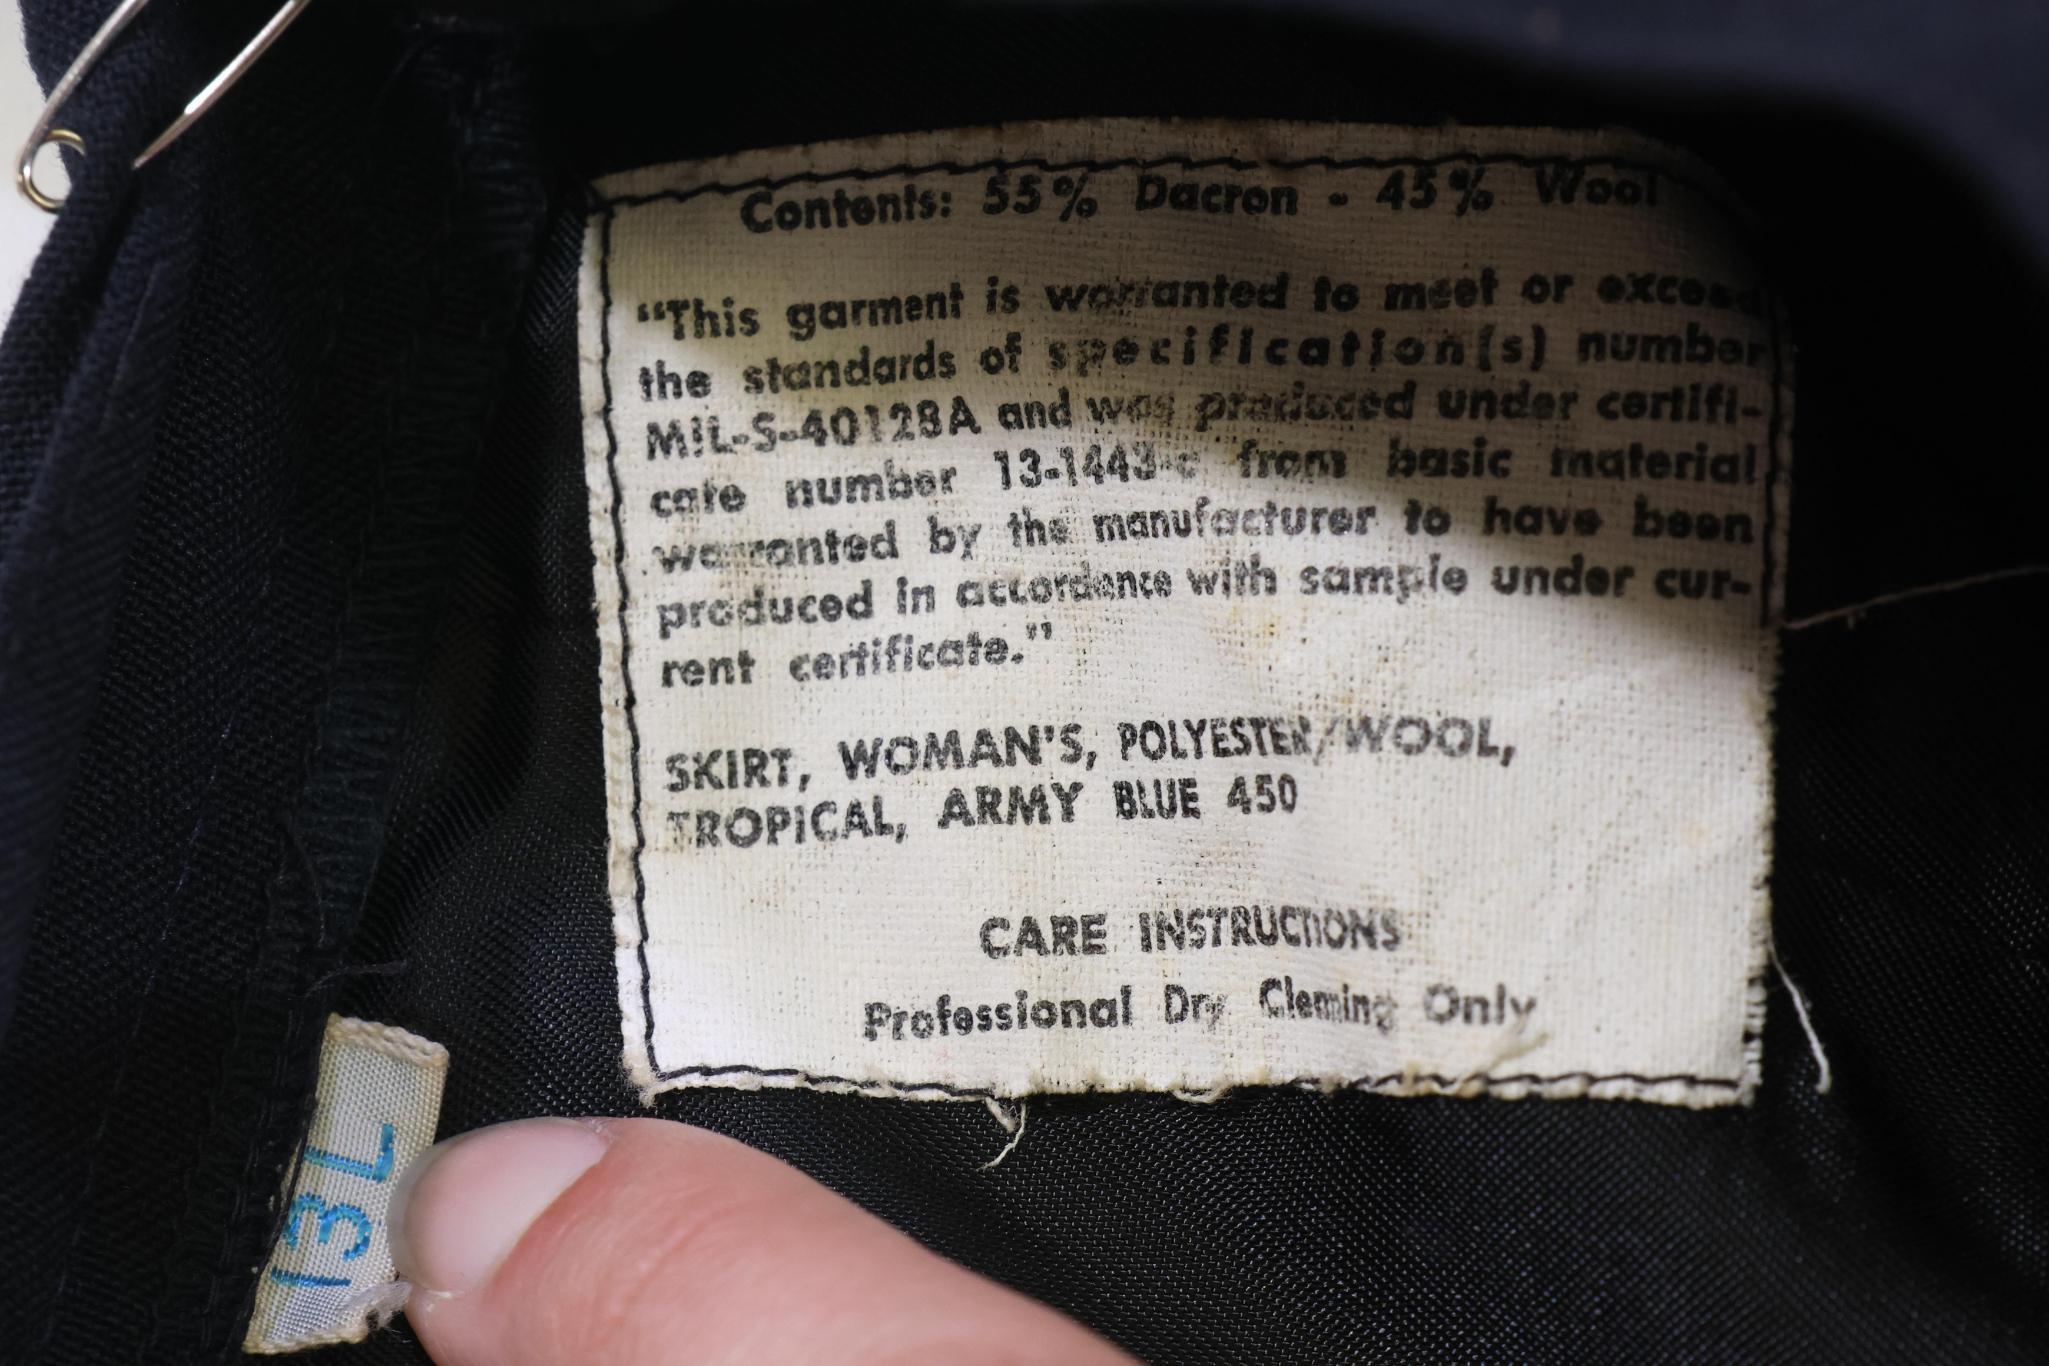 Contents: 55% Dacron - 45% Wool
"This garment is warranted to meet or exceed
the standards of specification(s) number
MIL-S-40128A and was produced under certifi-
cate number 13-1443-c from basic material
warranted by the manufacturer to have been
produced in accordance with sample under cur-
rent certificate."
SKIRT, WOMAN'S, POLYESTER/WOOL,
TROPICAL, ARMY BLUE 450
CARE INSTRUCTIONS
Professional Dry Cleaning Only
13L